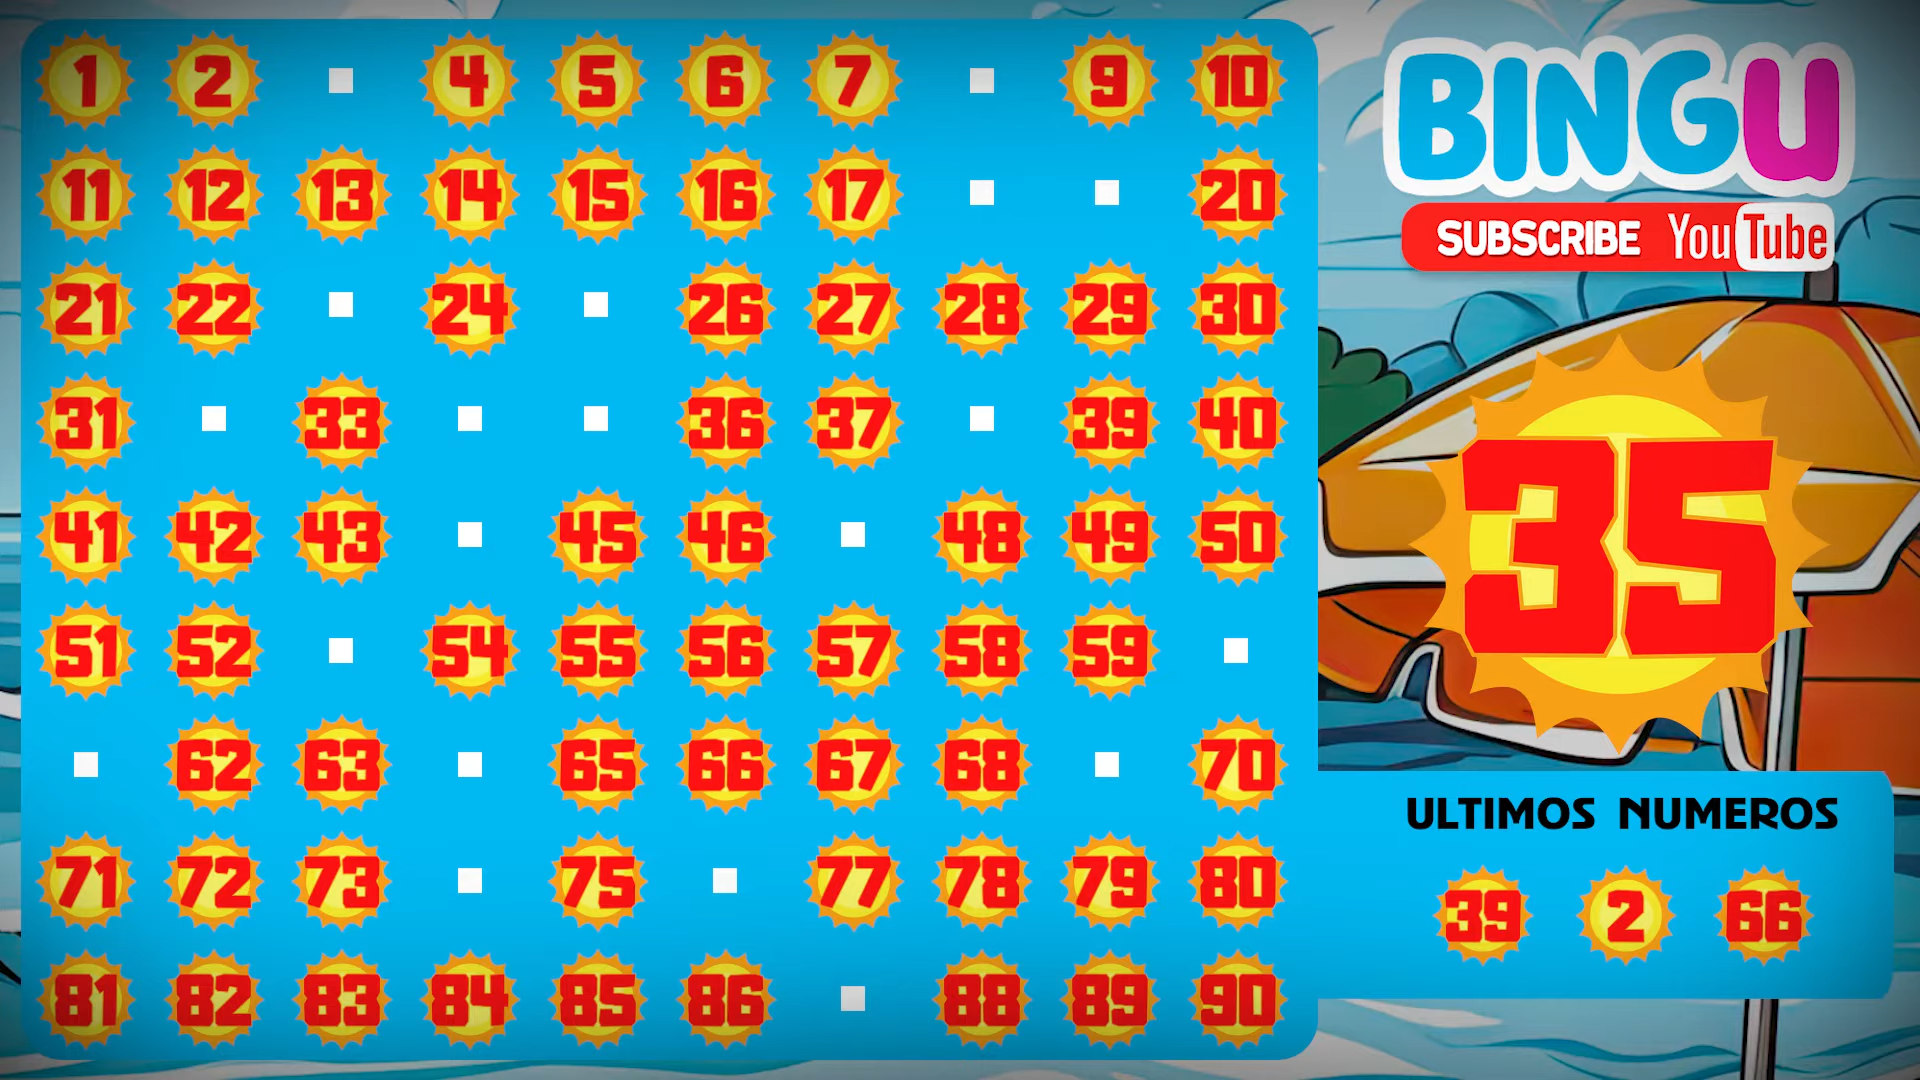 1 2 4 5 6 7 9 10
11 12 13 14 15 16 17 20
21 22 24 26 27 28 29 30
31 33 36 37 39 40
41 42 43 45 46 48 49 50
51 52 54 55 56 57 58 59
62 63 65 66 67 68 70
71 72 73 75 77 78 79 80
81 82 83 84 85 86 88 89 90
BINGU
SUBSCRIBE YouTube
35
ULTIMOS NUMEROS
39 2 66